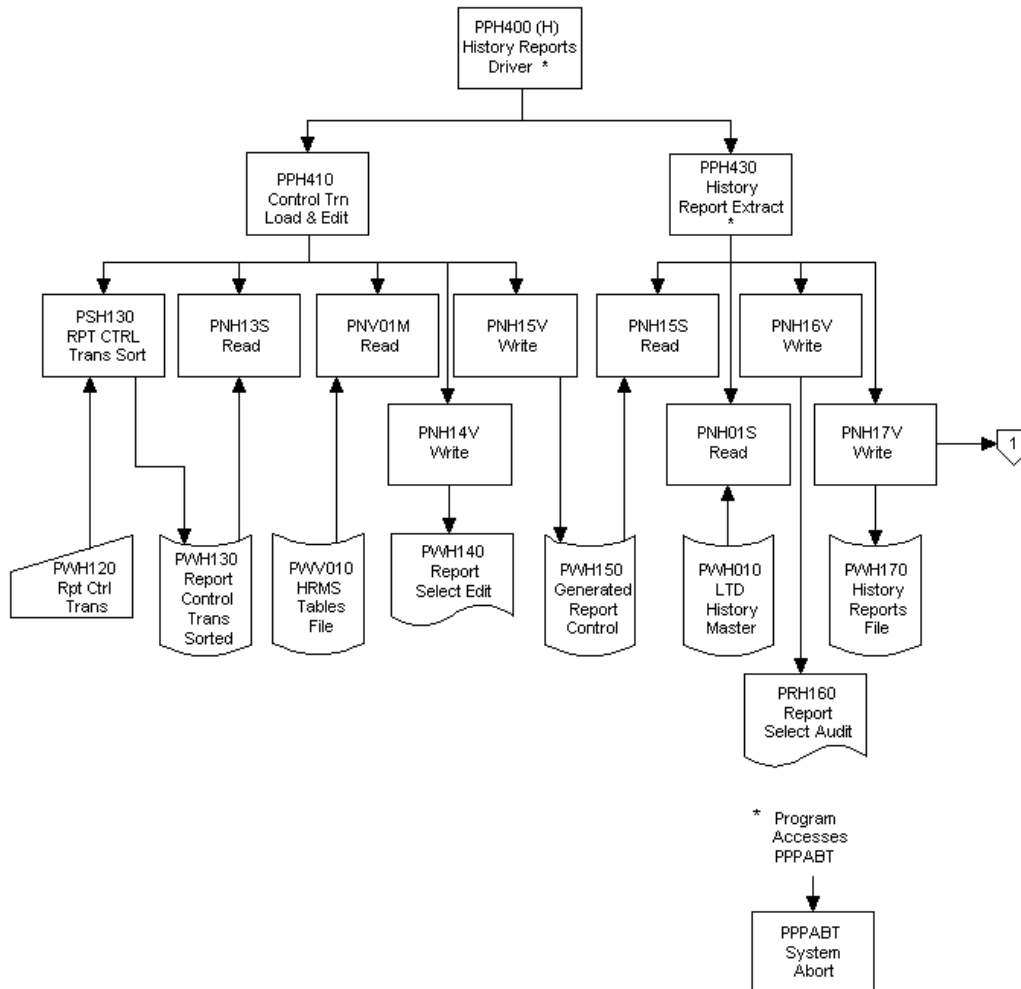 PPH400 (H)
History Reports
Driver *
PPH410
Control Trn
Load & Edit
PPH430
History
Report Extract
*
PSH130
RPT CTRL
Trans Sort
PNH13S
Read
PNV01M
Read
PNH15V
Write
PNH15S
Read
PNH16V
Write
PNH14V
Write
PNH01S
Read
PNH17V
Write
1
PWH120
Rpt Ctrl
Trans
PWH130
Report
Control
Trans
Sorted
PWV010
HRMS
Tables
File
PWH140
Report
Select Edit
PWH150
Generated
Report
Control
PWH010
LTD
History
Master
PWH170
History
Reports
File
PRH160
Report
Select Audit
* Program
Accesses
PPPABT
PPPABT
System
Abort